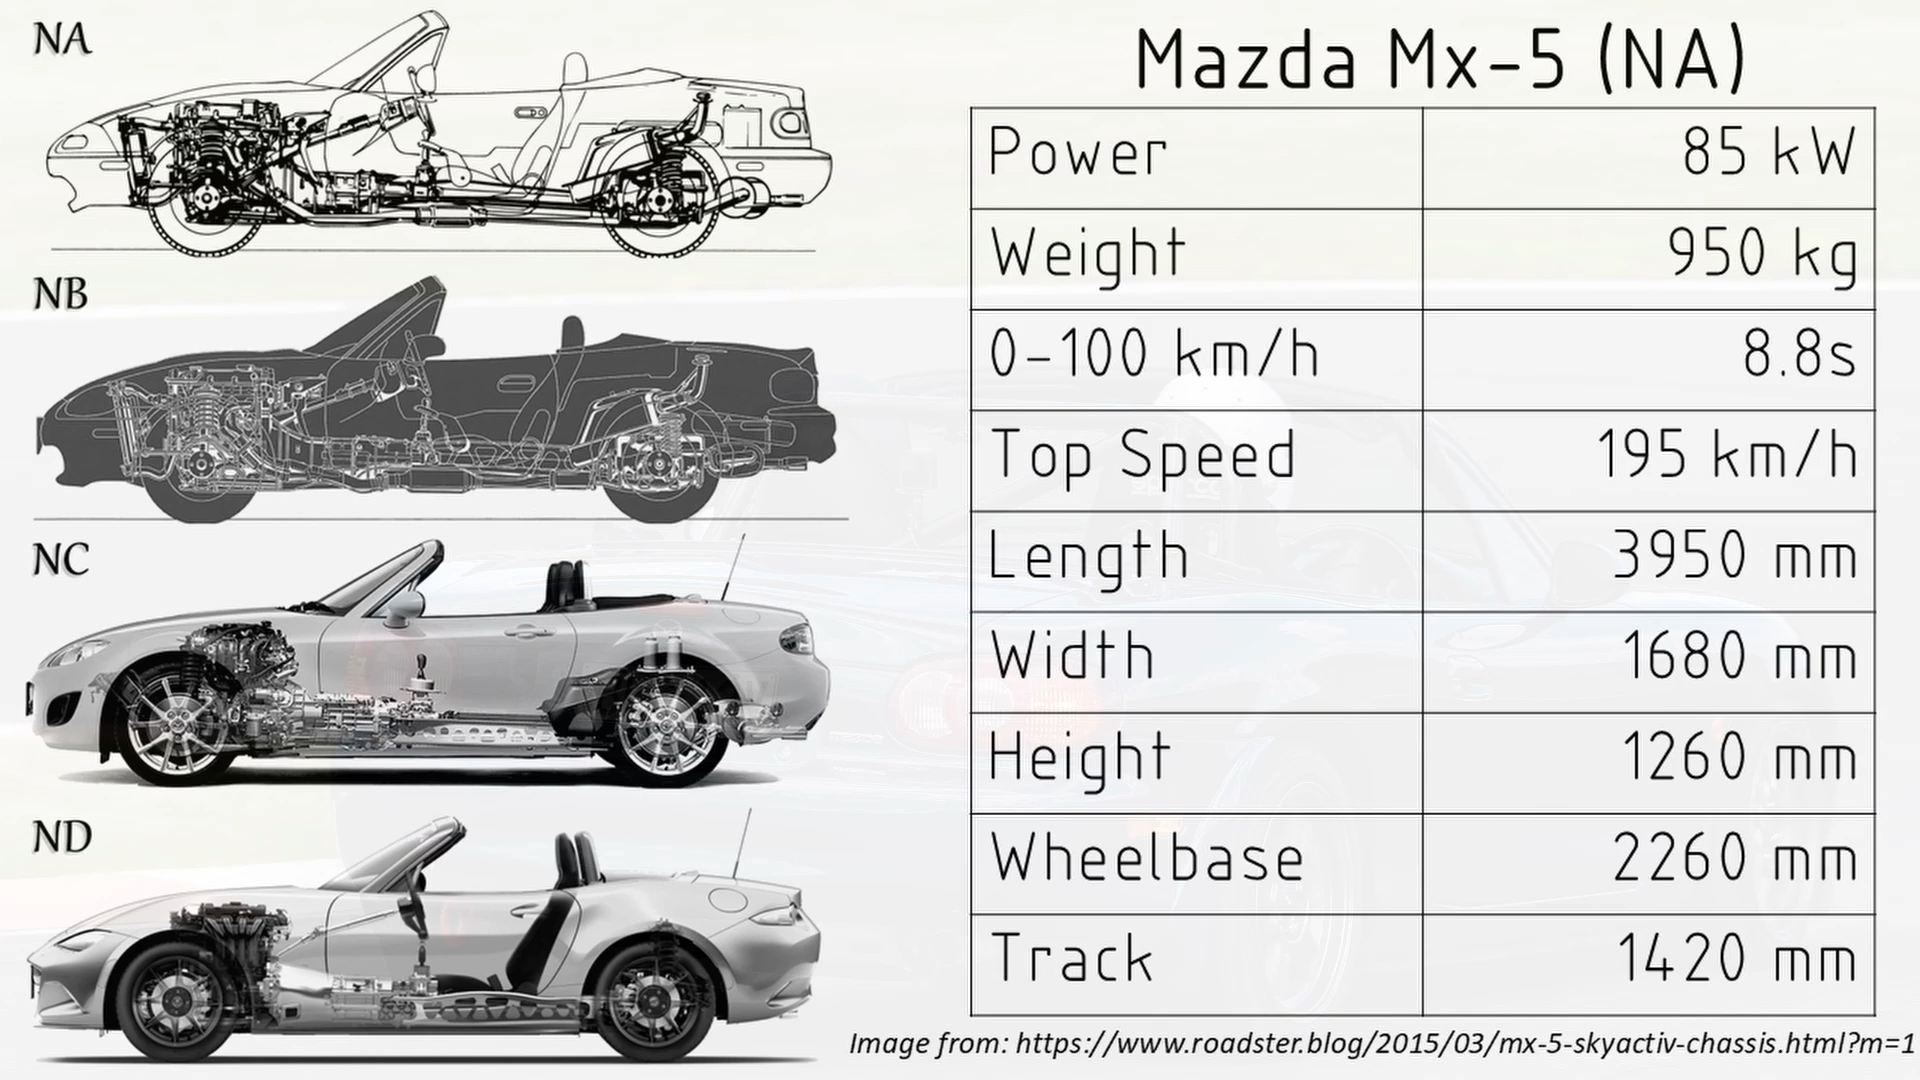 NA
NB
NC
ND
Mazda Mx-5 (NA)
Power 85 kW
Weight 950 kg
0-100 km/h 8.8s
Top Speed 195 km/h
Length 3950 mm
Width 1680 mm
Height 1260 mm
Wheelbase 2260 mm
Track 1420 mm
Image from: https://www.roadster.blog/2015/03/mx-5-skyactiv-chassis.html?m=1